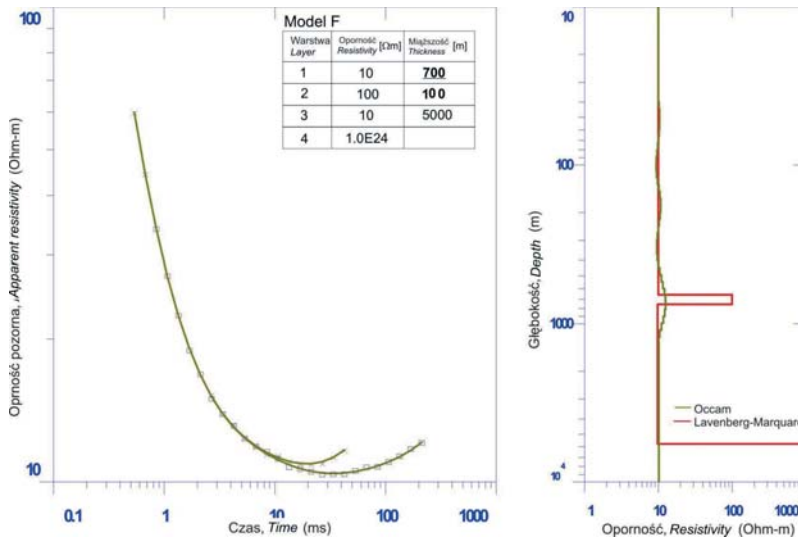 Model F
Warstwa Layer Oporność Resistivity [Ωm] Miąższość Thickness [m]
1 10 700
2 100 100
3 10 5000
4 1.0E24
100
10
Oprność pozorna, Apparent resistivity (Ohm-m)
0.1 1 10 100 1000
Czas, Time (ms)
10
100
1000
10⁴
Głębokość, Depth (m)
Occam
Lavenberg-Marquard
1 10 100 1000
Oporność, Resistivity (Ohm-m)